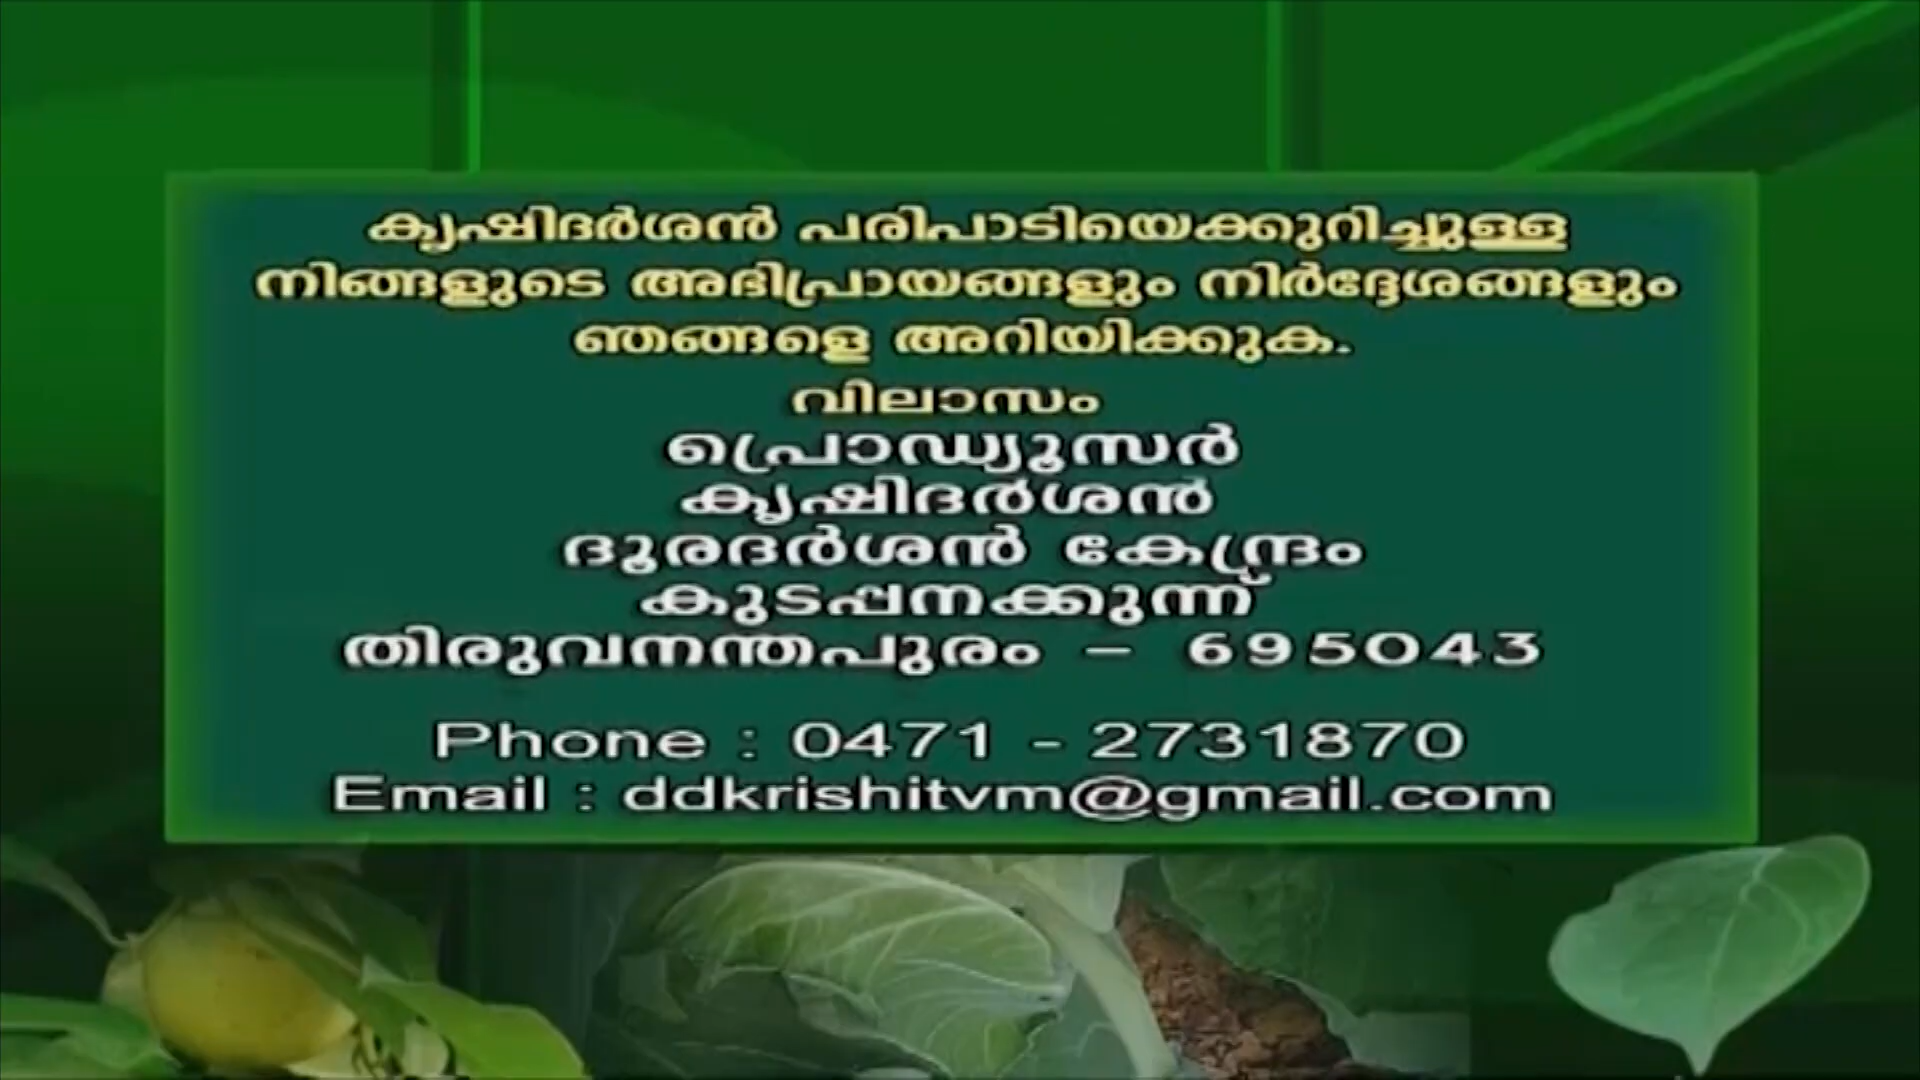 കൃഷിദർശൻ പരിപാടിയെക്കുറിച്ചുള്ള
നിങ്ങളുടെ അഭിപ്രായങ്ങളും നിർദ്ദേശങ്ങളും
ഞങ്ങളെ അറിയിക്കുക.
വിലാസം
പ്രൊഡ്യൂസർ
കൃഷിദർശൻ
ദൂരദർശൻ കേന്ദ്രം
കുടപ്പനക്കുന്ന്
തിരുവനന്തപുരം – 695043
Phone : 0471 - 2731870
Email : ddkrishitvm@gmail.com